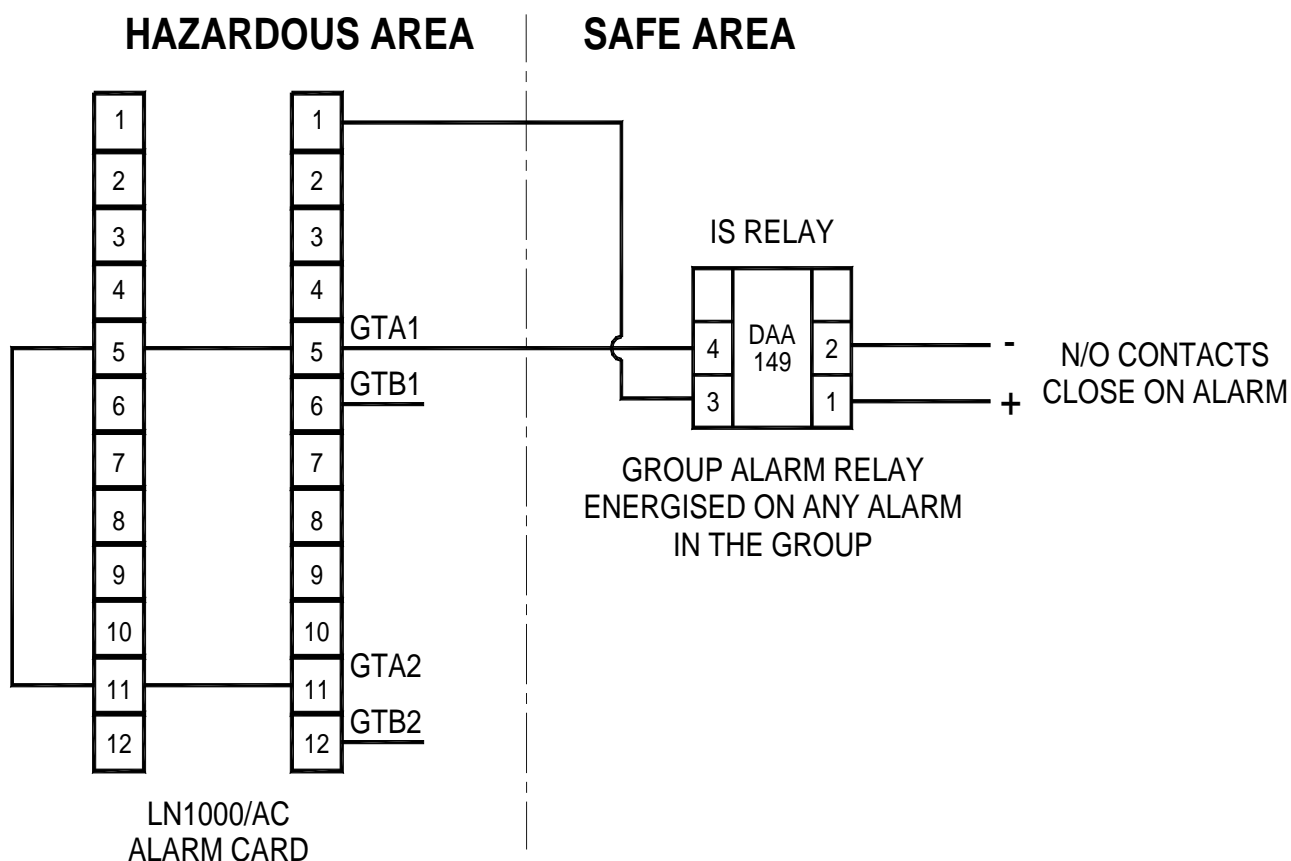 HAZARDOUS AREA
SAFE AREA
1
2
3
4
5
6
7
8
9
10
11
12
1
2
3
4
5
6
7
8
9
10
11
12
GTA1
GTB1
GTA2
GTB2
LN1000/AC
ALARM CARD
IS RELAY
4
3
DAA
149
2
1
-
+
N/O CONTACTS
CLOSE ON ALARM
GROUP ALARM RELAY
ENERGISED ON ANY ALARM
IN THE GROUP